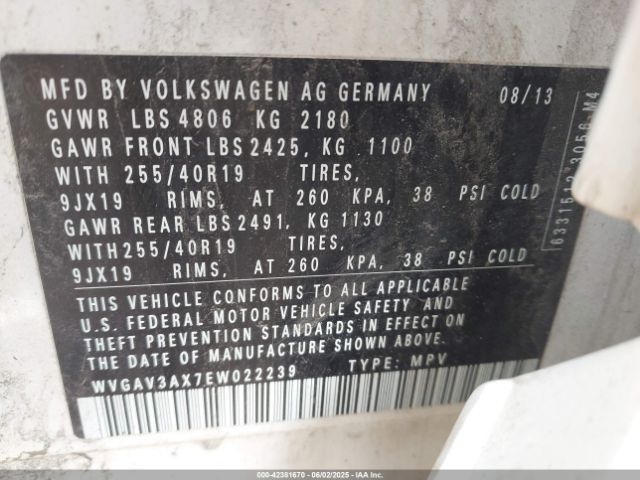 MFD BY VOLKSWAGEN AG GERMANY 08/13
GVWR LBS 4806 KG 2180
GAWR FRONT LBS 2425, KG 1100
WITH 255/40R19 TIRES,
9JX19 RIMS, AT 260 KPA, 38 PSI COLD
GAWR REAR LBS 2491, KG 1130
WITH 255/40R19 TIRES,
9JX19 RIMS, AT 260 KPA, 38 PSI COLD
THIS VEHICLE CONFORMS TO ALL APPLICABLE
U.S. FEDERAL MOTOR VEHICLE SAFETY AND
THEFT PREVENTION STANDARDS IN EFFECT ON
THE DATE OF MANUFACTURE SHOWN ABOVE.
WVGAV3AX7EW022239 TYPE: MPV
000-42381670 06/02/2025 IAAI.COM